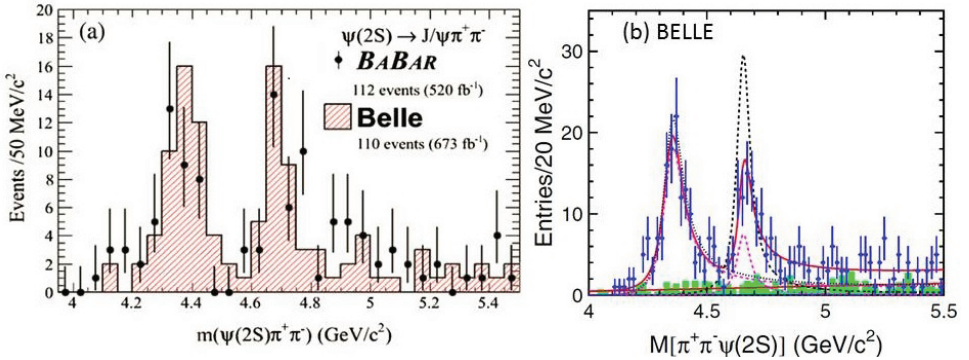 (a)
ψ(2S) → J/ψπ⁺π⁻
BABAR
112 events (520 fb⁻¹)
Belle
110 events (673 fb⁻¹)
Events/50 MeV/c²
18
16
14
12
10
8
6
4
2
0
4 4.2 4.4 4.6 4.8 5 5.2 5.4
m(ψ(2S)π⁺π⁻) (GeV/c²)
(b) BELLE
Entries/20 MeV/c²
30
20
10
0
4 4.5 5 5.5
M[π⁺π⁻ψ(2S)] (GeV/c²)